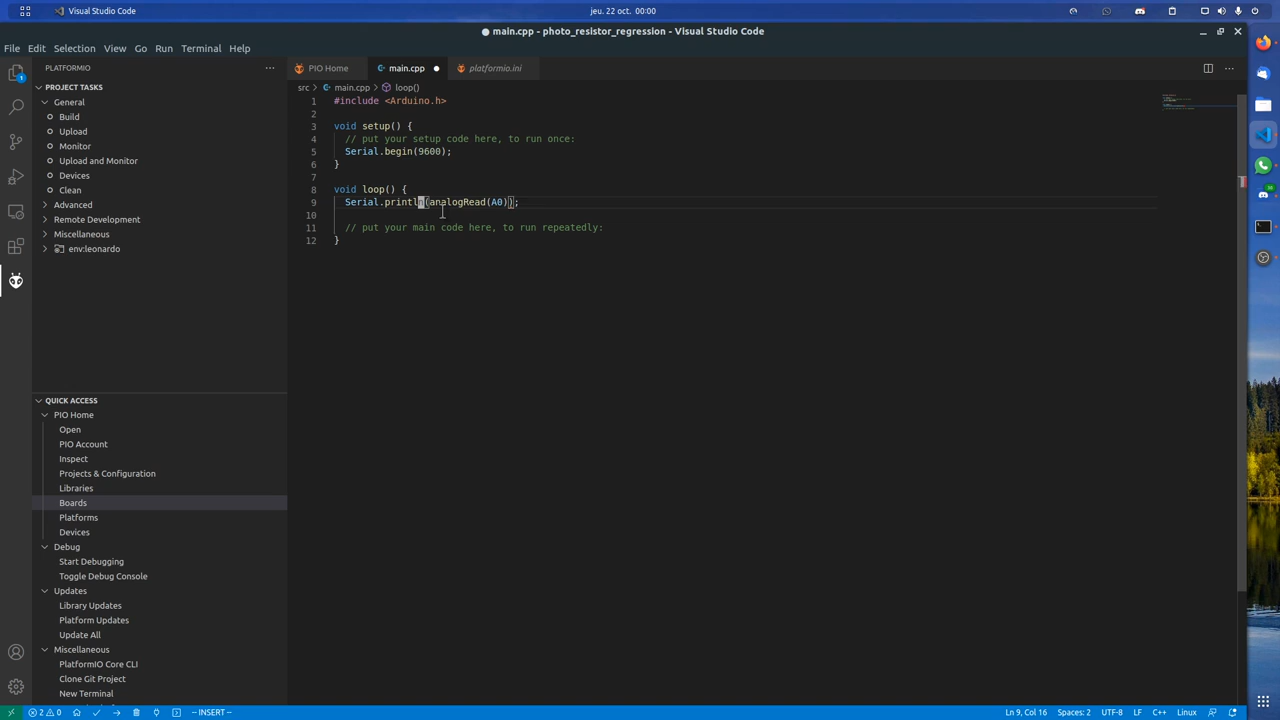 Visual Studio Code
jeu. 22 oct. 00:00
● main.cpp - photo_resistor_regression - Visual Studio Code
File Edit Selection View Go Run Terminal Help
PLATFORMIO ···
PIO Home main.cpp ● platformio.ini
src > main.cpp > loop()
PROJECT TASKS
General
Build
Upload
Monitor
Upload and Monitor
Devices
Clean
Advanced
Remote Development
Miscellaneous
env:leonardo
1 #include <Arduino.h>
2
3 void setup() {
4 // put your setup code here, to run once:
5 Serial.begin(9600);
6 }
7
8 void loop() {
9 Serial.println(analogRead(A0));
10
11 // put your main code here, to run repeatedly:
12 }
QUICK ACCESS
PIO Home
Open
PIO Account
Inspect
Projects & Configuration
Libraries
Boards
Platforms
Devices
Debug
Start Debugging
Toggle Debug Console
Updates
Library Updates
Platform Updates
Update All
Miscellaneous
PlatformIO Core CLI
Clone Git Project
New Terminal
2 0 -- INSERT -- Ln 9, Col 16 Spaces: 2 UTF-8 LF C++ Linux